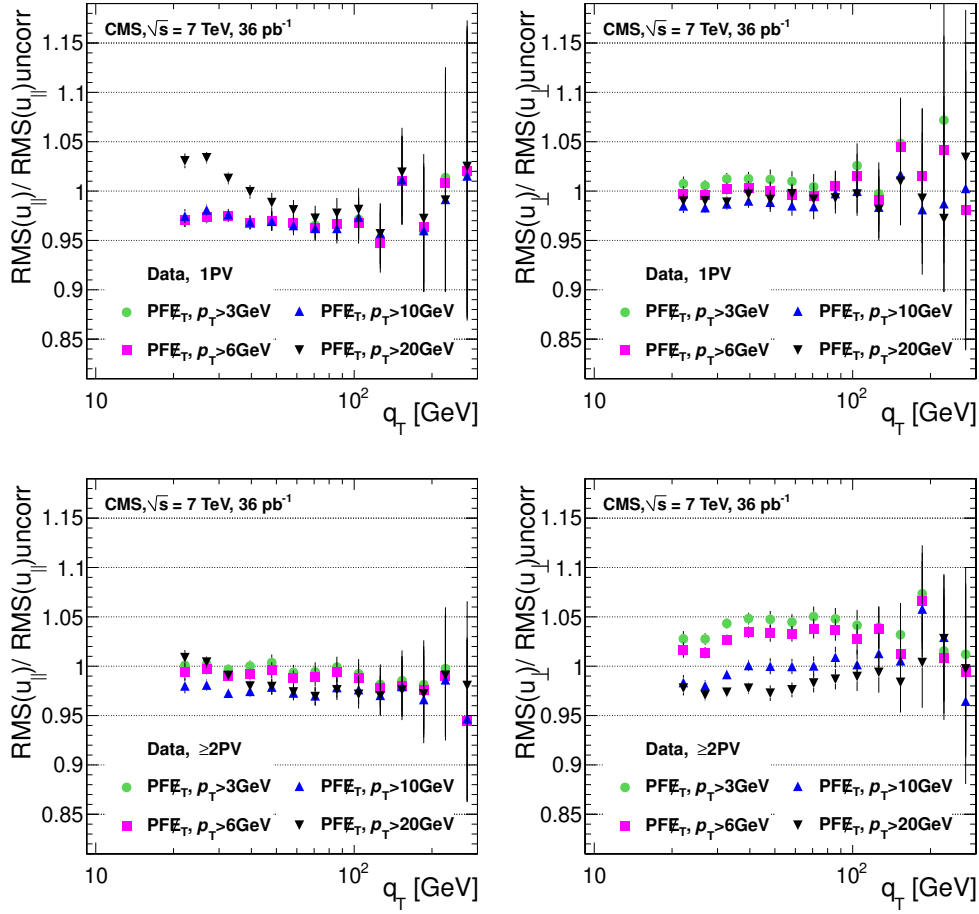 CMS, √s = 7 TeV, 36 pb⁻¹
RMS(u∥)/ RMS(u∥)uncorr
1.15
1.1
1.05
1
0.95
0.9
0.85
Data, 1PV
PFE̸T, pT>3GeV
PFE̸T, pT>10GeV
PFE̸T, pT>6GeV
PFE̸T, pT>20GeV
10
10²
qT [GeV]
CMS, √s = 7 TeV, 36 pb⁻¹
RMS(u⊥)/ RMS(u⊥)uncorr
1.15
1.1
1.05
1
0.95
0.9
0.85
Data, 1PV
PFE̸T, pT>3GeV
PFE̸T, pT>10GeV
PFE̸T, pT>6GeV
PFE̸T, pT>20GeV
10
10²
qT [GeV]
CMS, √s = 7 TeV, 36 pb⁻¹
RMS(u∥)/ RMS(u∥)uncorr
1.15
1.1
1.05
1
0.95
0.9
0.85
Data, ≥2PV
PFE̸T, pT>3GeV
PFE̸T, pT>10GeV
PFE̸T, pT>6GeV
PFE̸T, pT>20GeV
10
10²
qT [GeV]
CMS, √s = 7 TeV, 36 pb⁻¹
RMS(u⊥)/ RMS(u⊥)uncorr
1.15
1.1
1.05
1
0.95
0.9
0.85
Data, ≥2PV
PFE̸T, pT>3GeV
PFE̸T, pT>10GeV
PFE̸T, pT>6GeV
PFE̸T, pT>20GeV
10
10²
qT [GeV]